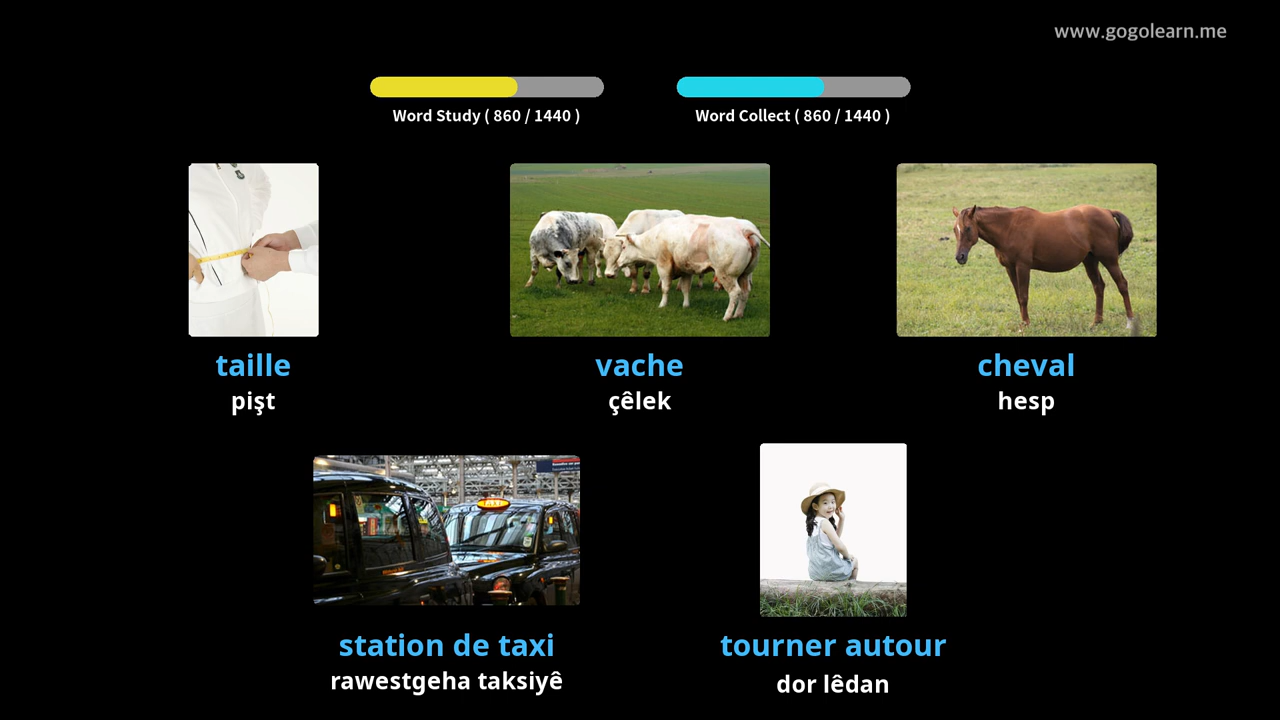 www.gogolearn.me
Word Study ( 860 / 1440 )
Word Collect ( 860 / 1440 )
taille
pişt
vache
çêlek
cheval
hesp
TAXI
station de taxi
rawestgeha taksiyê
tourner autour
dor lêdan